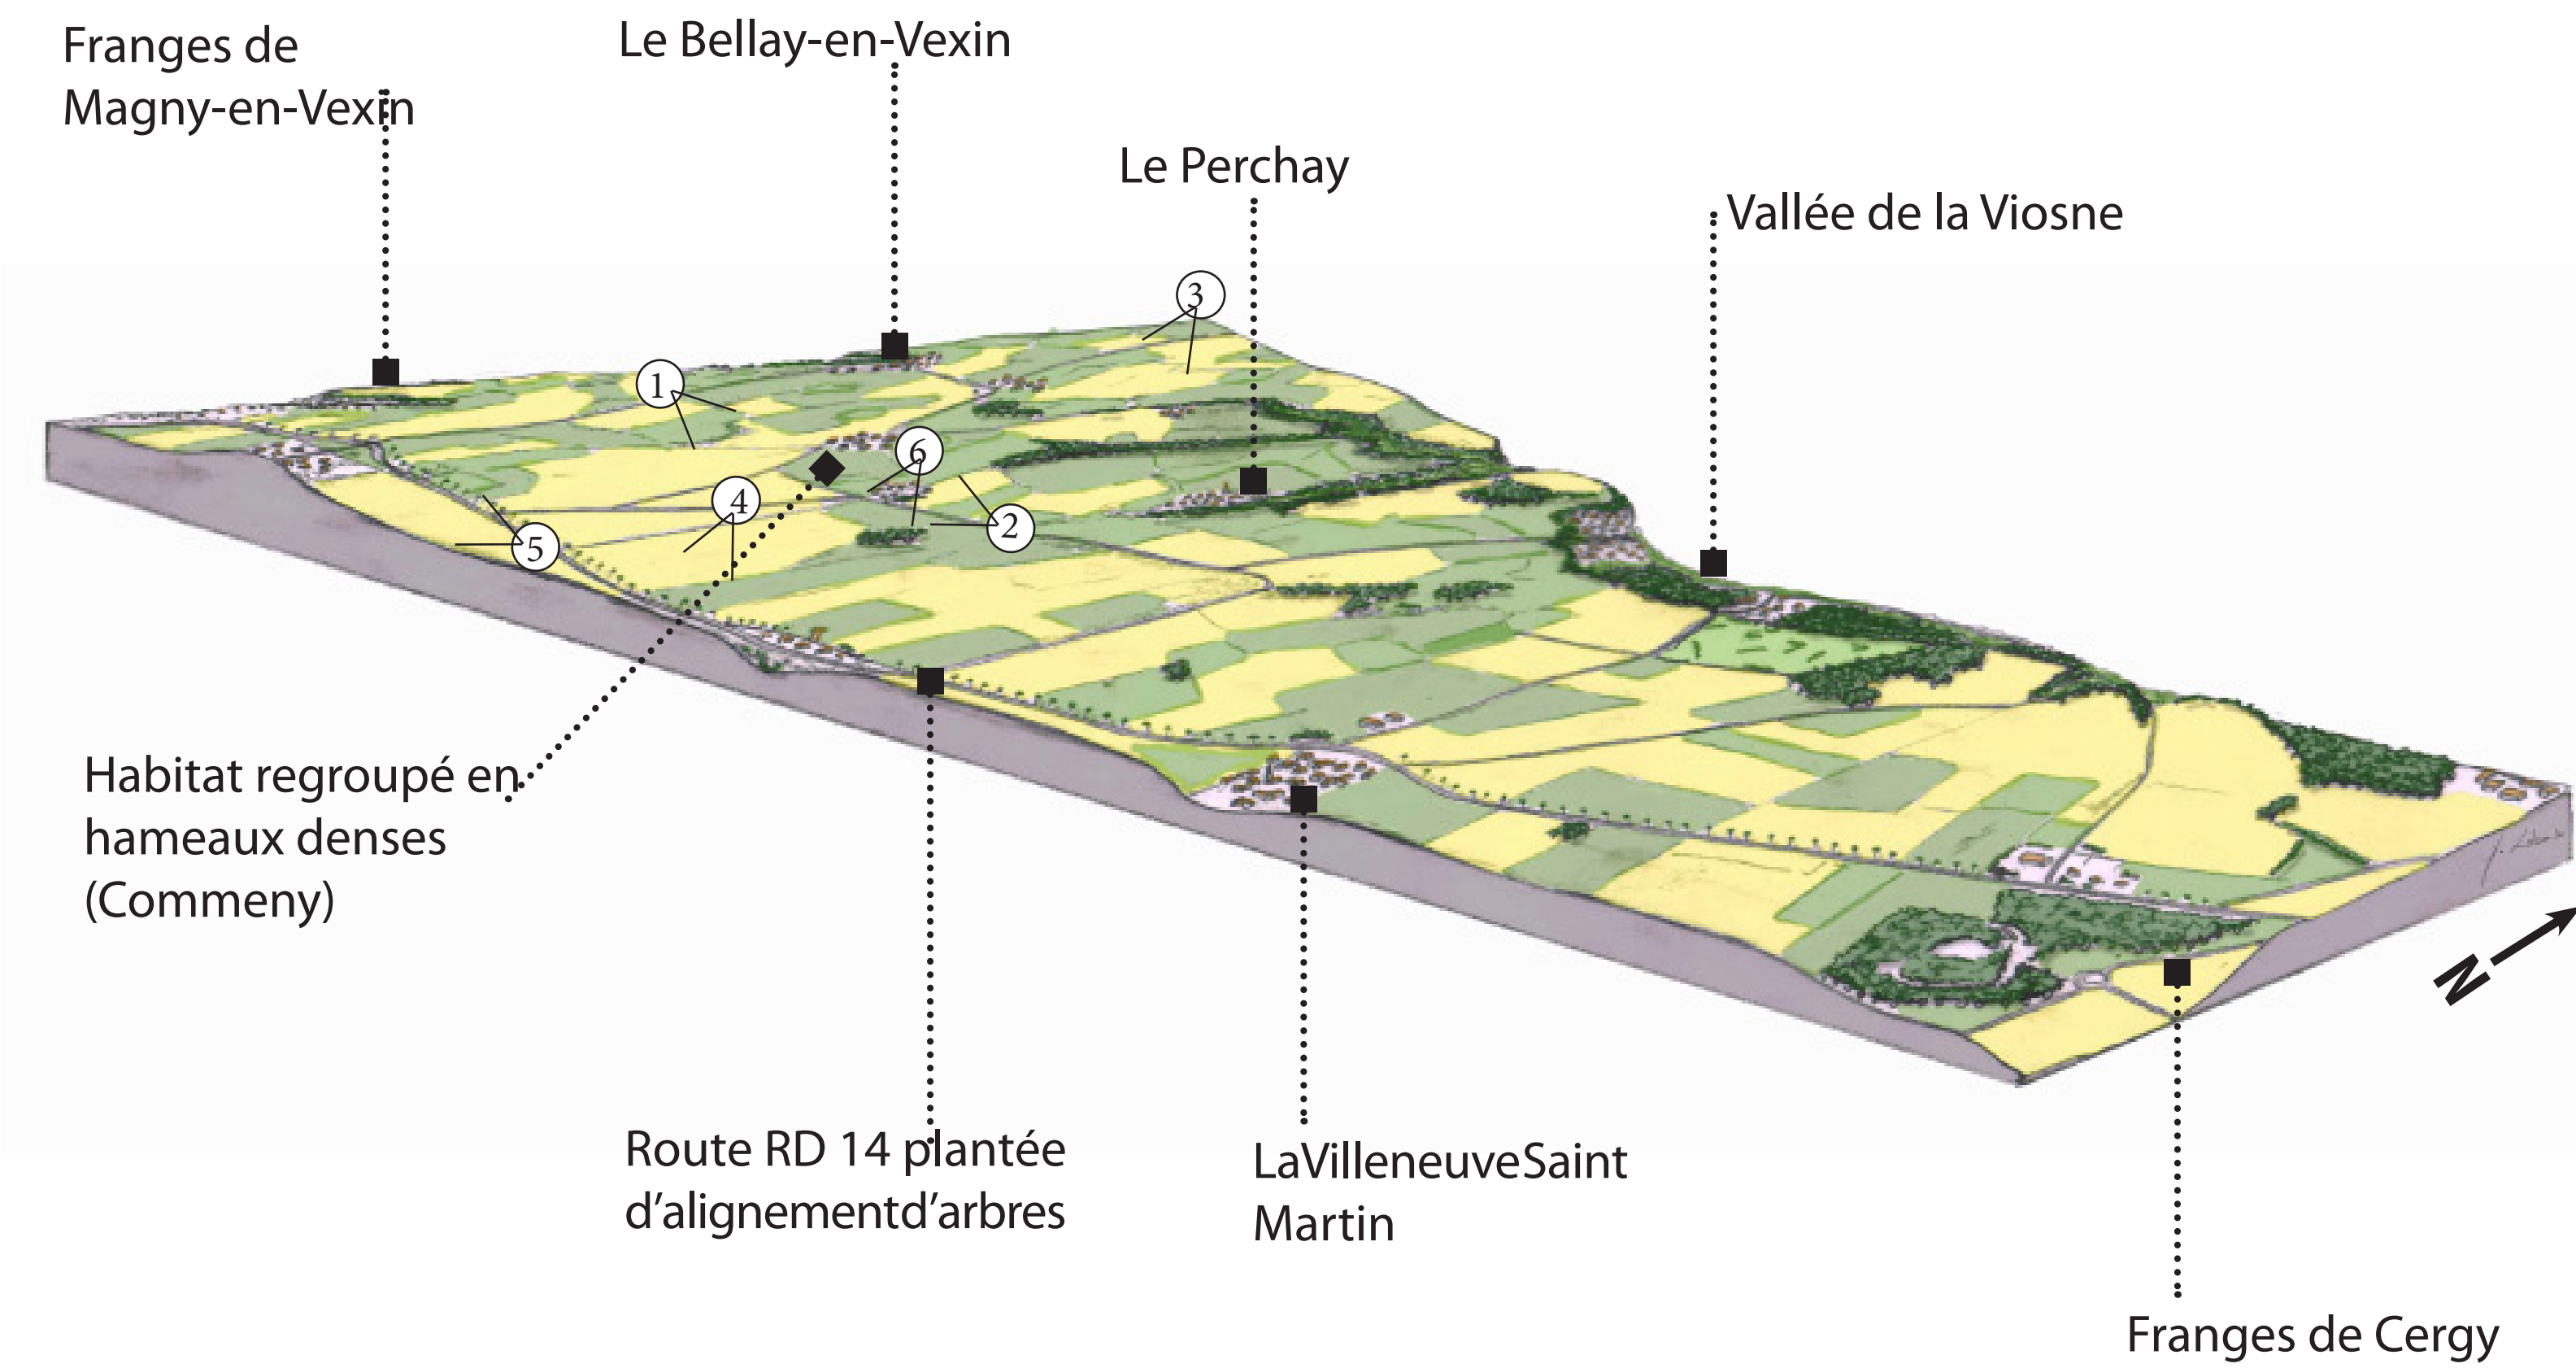 Franges de
Magny-en-Vexin
Le Bellay-en-Vexin
Le Perchay
Vallée de la Viosne
3
1
6
4
2
5
Habitat regroupé en
hameaux denses
(Commeny)
N
Route RD 14 plantée
d'alignementd'arbres
LaVilleneuveSaint
Martin
Franges de Cergy